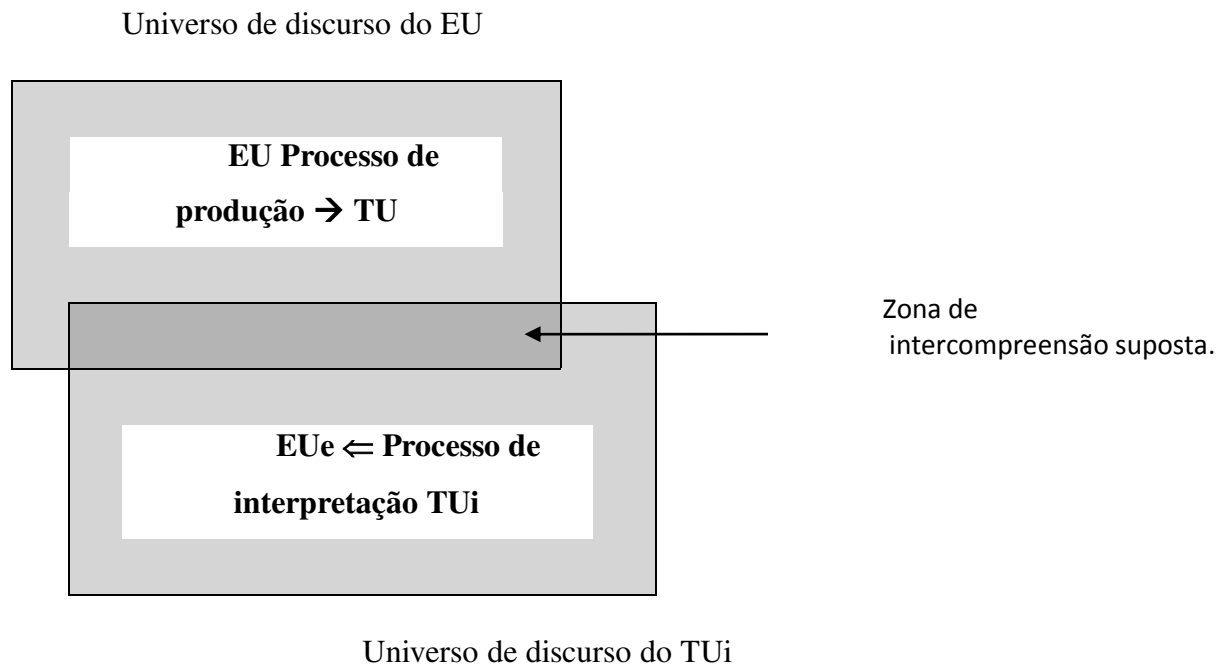 Universo de discurso do EU
EU Processo de
produção → TU
Zona de
intercompreensão suposta.
EUe ⇐ Processo de
interpretação TUi
Universo de discurso do TUi